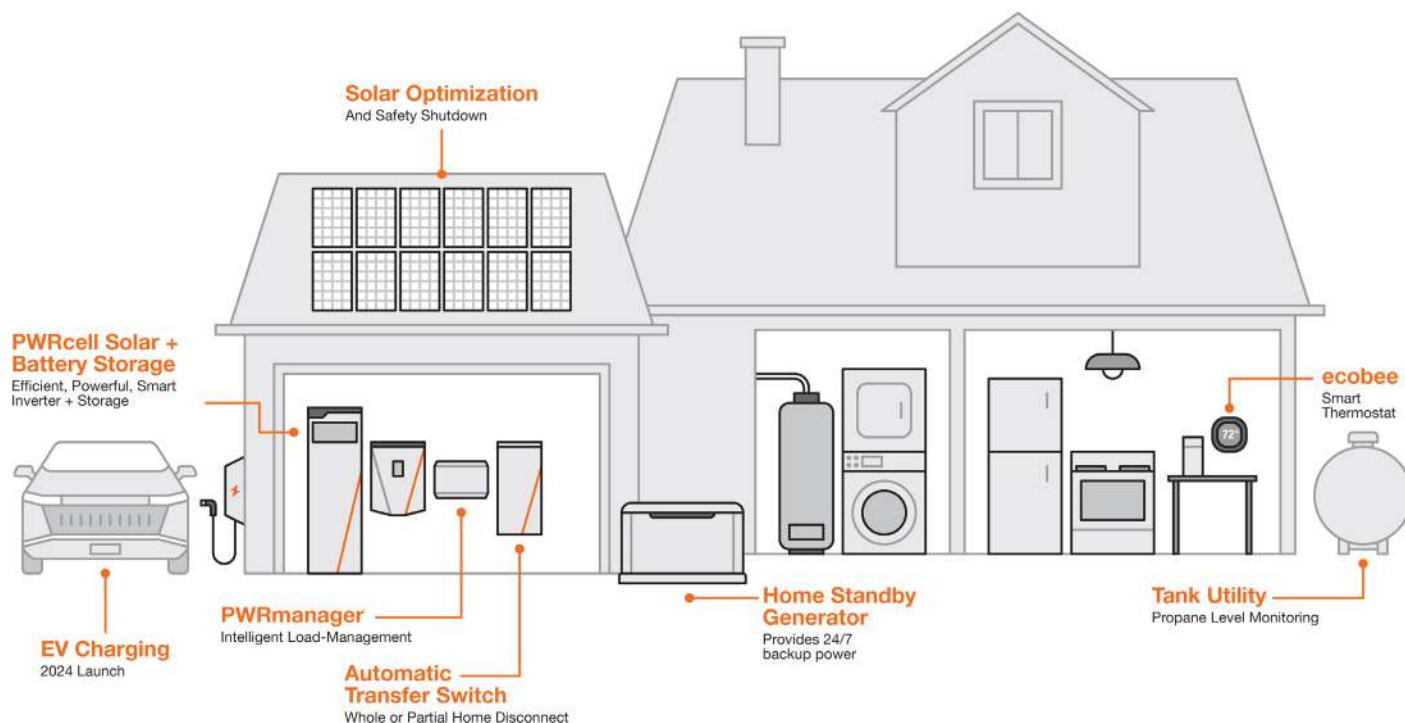 Solar Optimization
And Safety Shutdown
PWRcell Solar +
Battery Storage
Efficient, Powerful, Smart
Inverter + Storage
ecobee
Smart
Thermostat
72°
EV Charging
2024 Launch
PWRmanager
Intelligent Load-Management
Automatic
Transfer Switch
Whole or Partial Home Disconnect
Home Standby
Generator
Provides 24/7
backup power
Tank Utility
Propane Level Monitoring